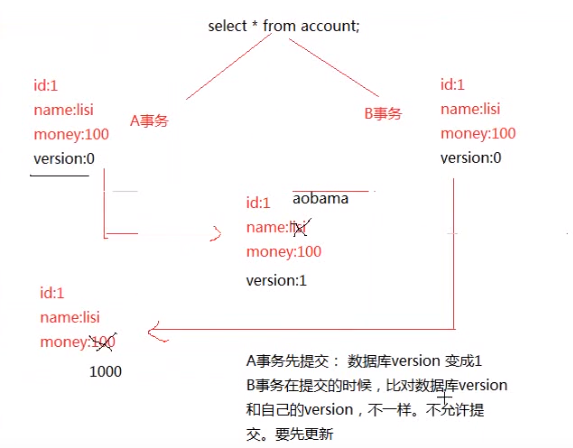 select * from account;
id:1
name:lisi
money:100
version:0
A事务
B事务
id:1
name:lisi
money:100
version:0
aobama
id:1
name:lisi
money:100
version:1
id:1
name:lisi
money:100
1000
A事务先提交： 数据库version 变成1
B事务在提交的时候，比对数据库version
和自己的version，不一样。不允许提
交。要先更新